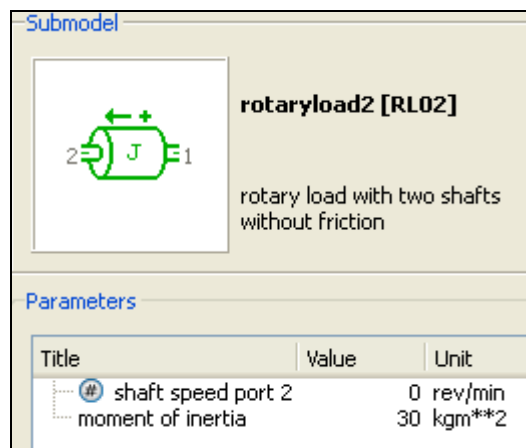 Submodel
2 J 1
rotaryload2 [RL02]
rotary load with two shafts
without friction
Parameters
Title Value Unit
# shaft speed port 2 0 rev/min
moment of inertia 30 kgm**2